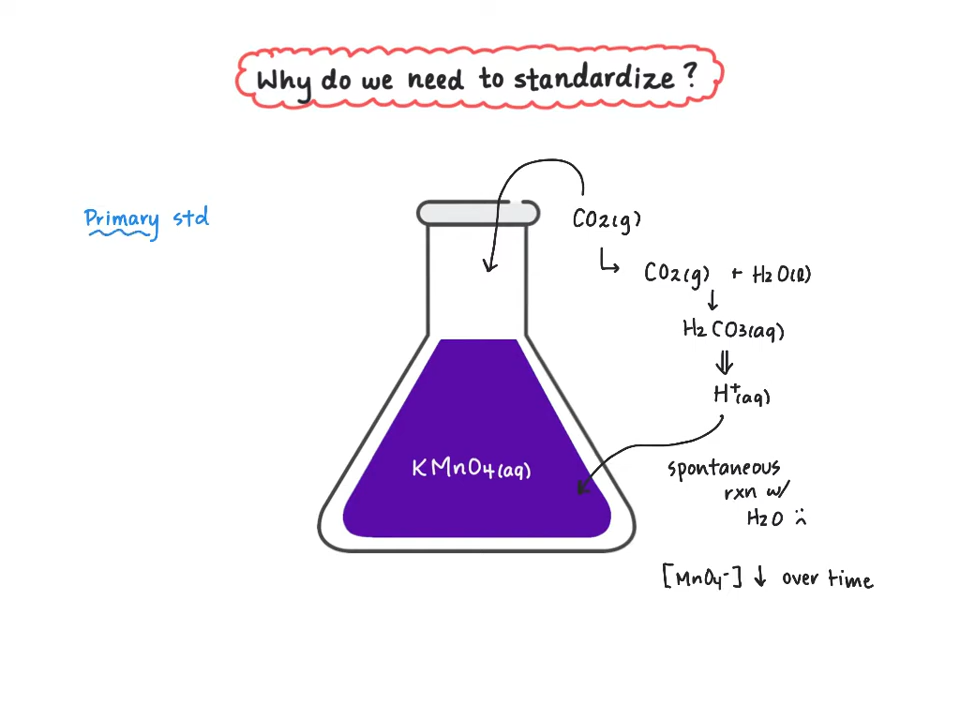 Why do we need to standardize?
Primary std
CO2(g)
↳ CO2(g) + H2O(l)
↓
H2CO3(aq)
⇓
H+(aq)
KMnO4(aq)
spontaneous
rxn w/
H2O :(
[MnO4-] ↓ over time